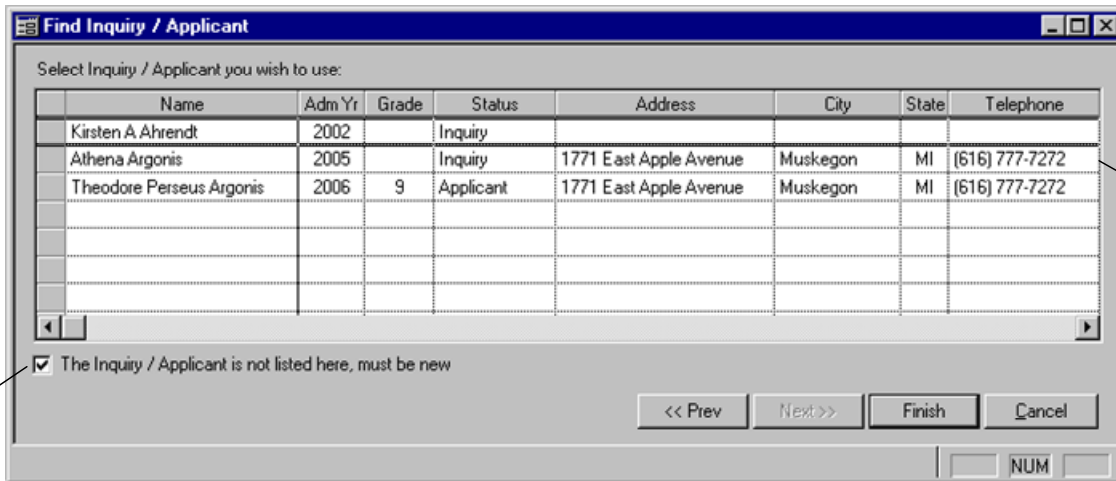 Find Inquiry / Applicant
Select Inquiry / Applicant you wish to use:
Name Adm Yr Grade Status Address City State Telephone
Kirsten A Ahrendt 2002 Inquiry
Athena Argonis 2005 Inquiry 1771 East Apple Avenue Muskegon MI (616) 777-7272
Theodore Perseus Argonis 2006 9 Applicant 1771 East Apple Avenue Muskegon MI (616) 777-7272
The Inquiry / Applicant is not listed here, must be new
<< Prev Next >> Finish Cancel
NUM